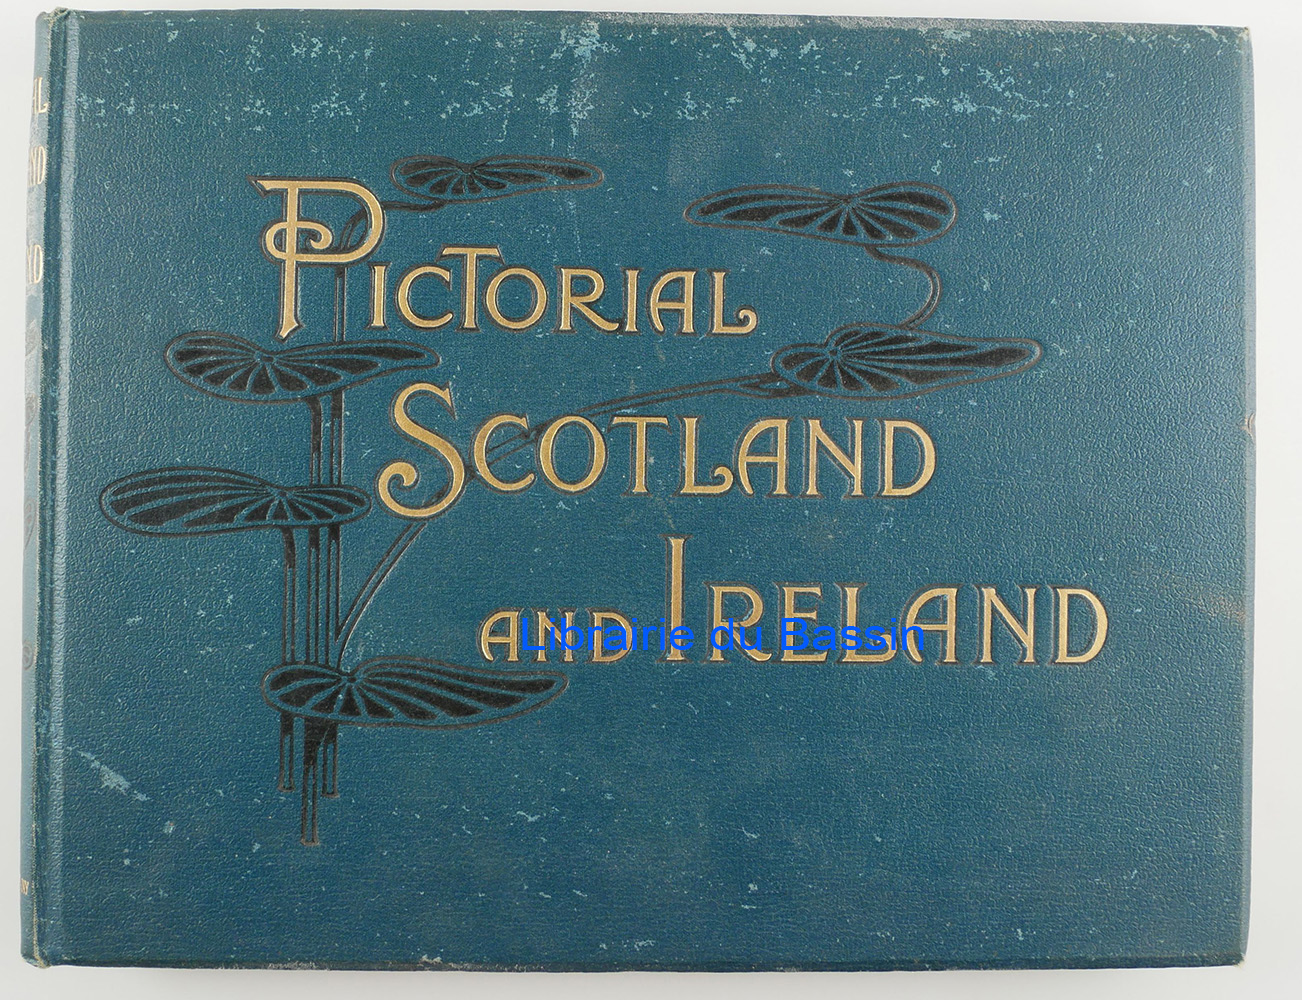 PICTORIAL
SCOTLAND
AND IRELAND
Librairie du Bassin